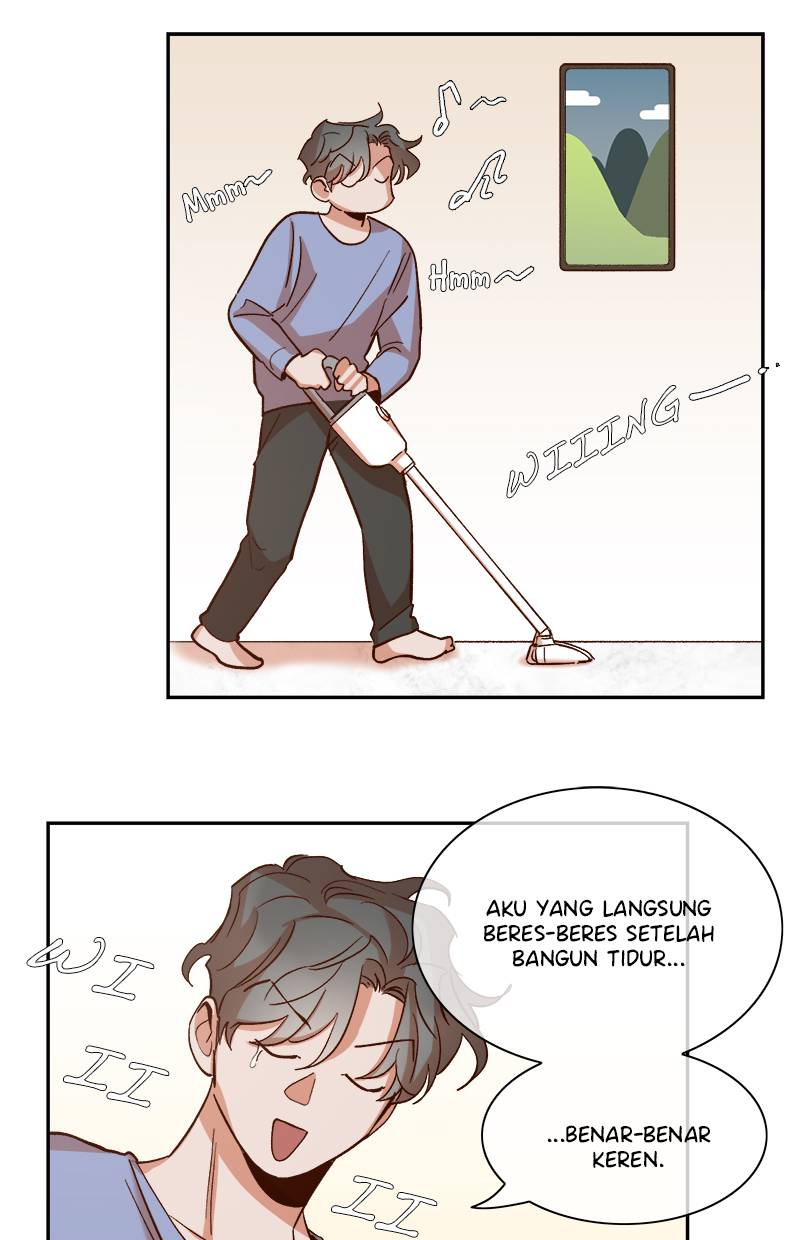 Mmm~
Hmm~
WIIING
AKU YANG LANGSUNG
BERES-BERES SETELAH
BANGUN TIDUR...
WI
II
...BENAR-BENAR
KEREN.
II